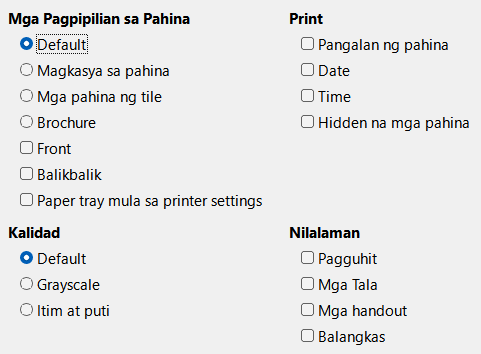 Mga Pagpipilian sa Pahina
Default
Magkasya sa pahina
Mga pahina ng tile
Brochure
Front
Balikbalik
Paper tray mula sa printer settings
Print
Pangalan ng pahina
Date
Time
Hidden na mga pahina
Kalidad
Default
Grayscale
Itim at puti
Nilalaman
Pagguhit
Mga Tala
Mga handout
Balangkas